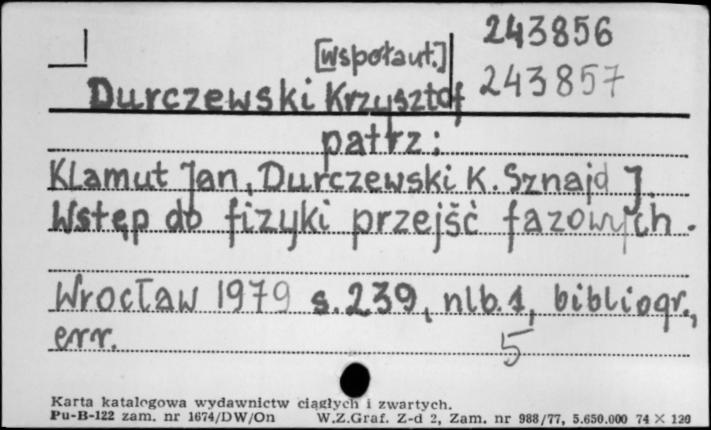 243856
[współaut.]
243857
Durczewski Krzysztof
patrz:
Klamut Jan, Durczewski K. Sznajd J.
Wstęp do fizyki przejść fazowych.
Wrocław 1979 s. 239, nlb. 1, bibliogr.,
err.
5
Karta katalogowa wydawnictw ciągłych i zwartych.
Pu-B-122 zam. nr 1674/DW/On W.Z.Graf. Z-d 2, Zam. nr 988/77, 5.650.000 74 × 120